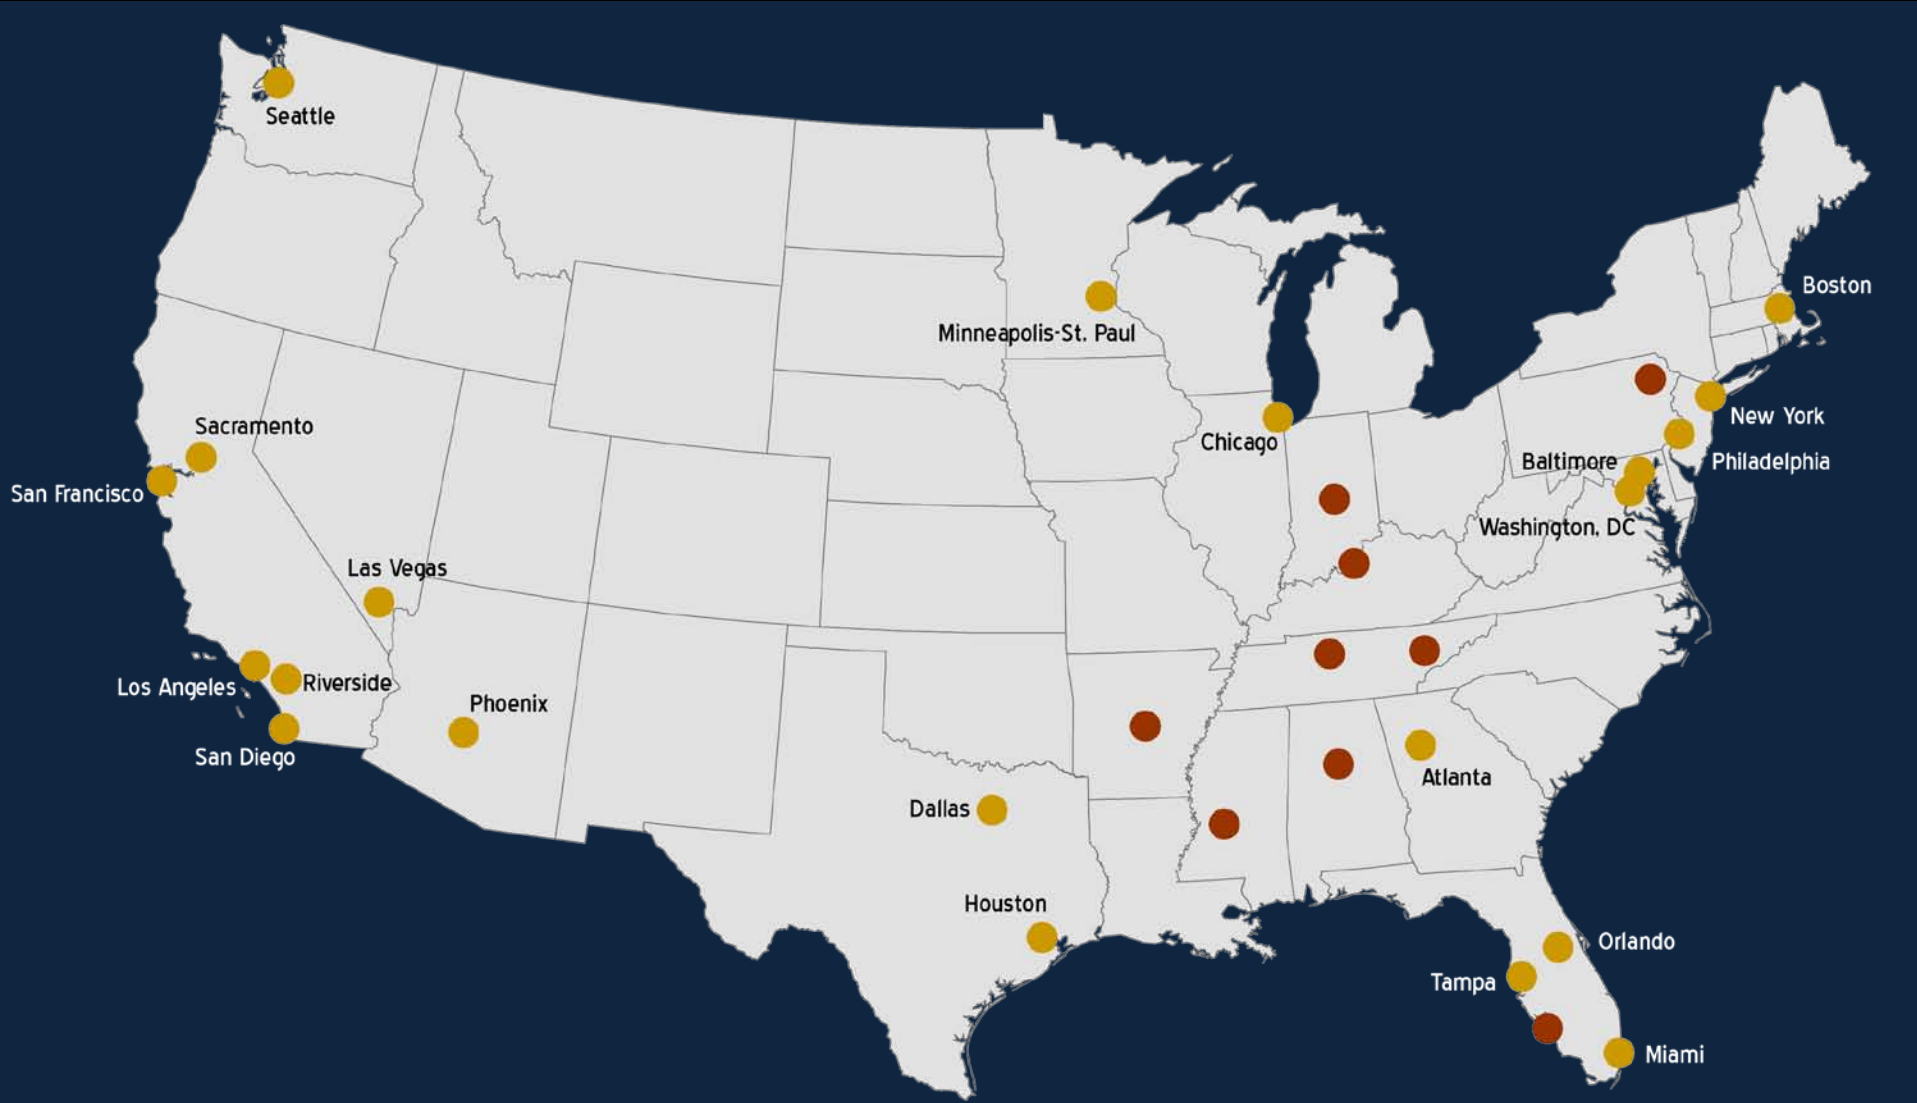 Seattle
Boston
Minneapolis-St. Paul
New York
Sacramento
Chicago
Baltimore
Philadelphia
San Francisco
Washington, DC
Las Vegas
Los Angeles
Riverside
Phoenix
San Diego
Atlanta
Dallas
Houston
Orlando
Tampa
Miami